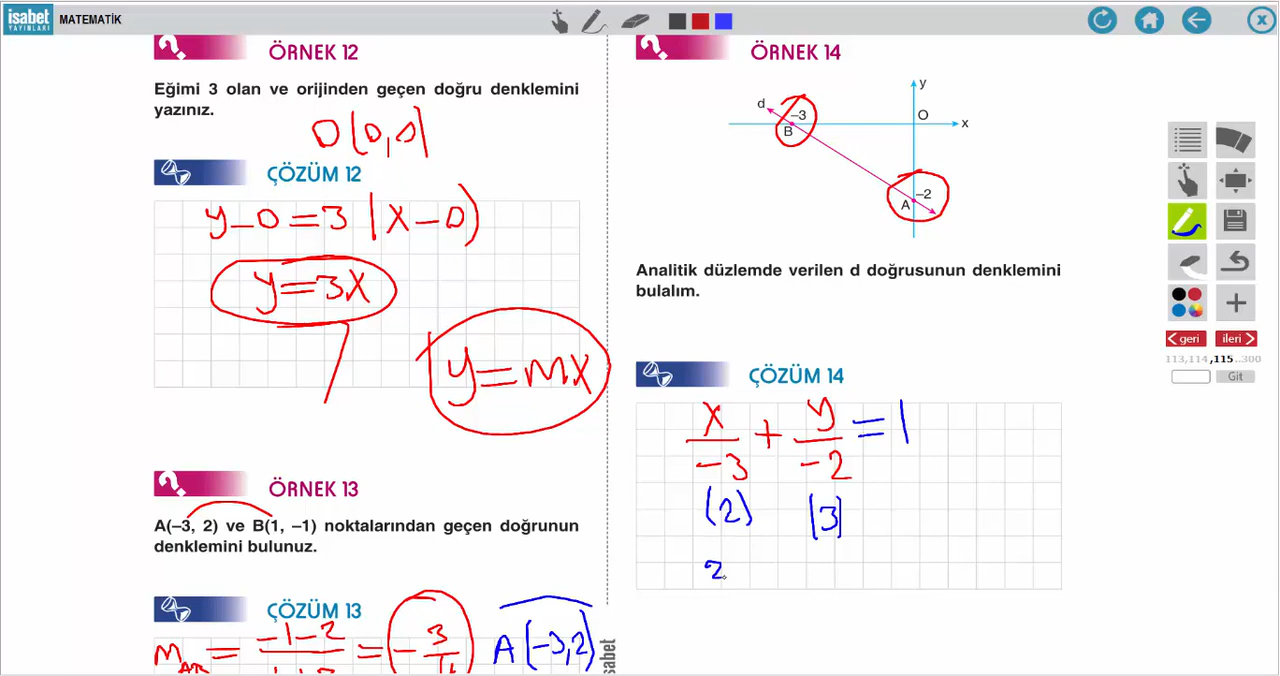 isabet
YAYINLARI
MATEMATİK
ÖRNEK 12
Eğimi 3 olan ve orijinden geçen doğru denklemini
yazınız.
O(0,0)
ÇÖZÜM 12
y-0=3(x-0)
y=3x
y=mx
ÖRNEK 13
A(–3, 2) ve B(1, –1) noktalarından geçen doğrunun
denklemini bulunuz.
ÇÖZÜM 13
m_AB = (-1-2)/ = -3/4
A(-3,2)
isabet
ÖRNEK 14
y
d
–3
O
x
B
–2
A
Analitik düzlemde verilen d doğrusunun denklemini
bulalım.
ÇÖZÜM 14
x/-3 + y/-2 = 1
(2) (3)
2
geri
ileri
113,114,115...300
Git